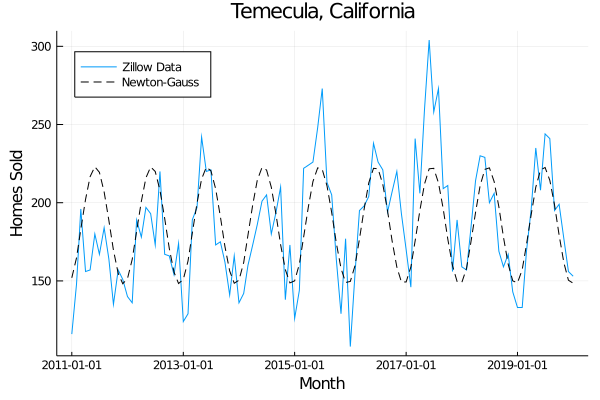 Temecula, California
Homes Sold
300
250
200
150
Zillow Data
Newton-Gauss
2011-01-01
2013-01-01
2015-01-01
2017-01-01
2019-01-01
Month